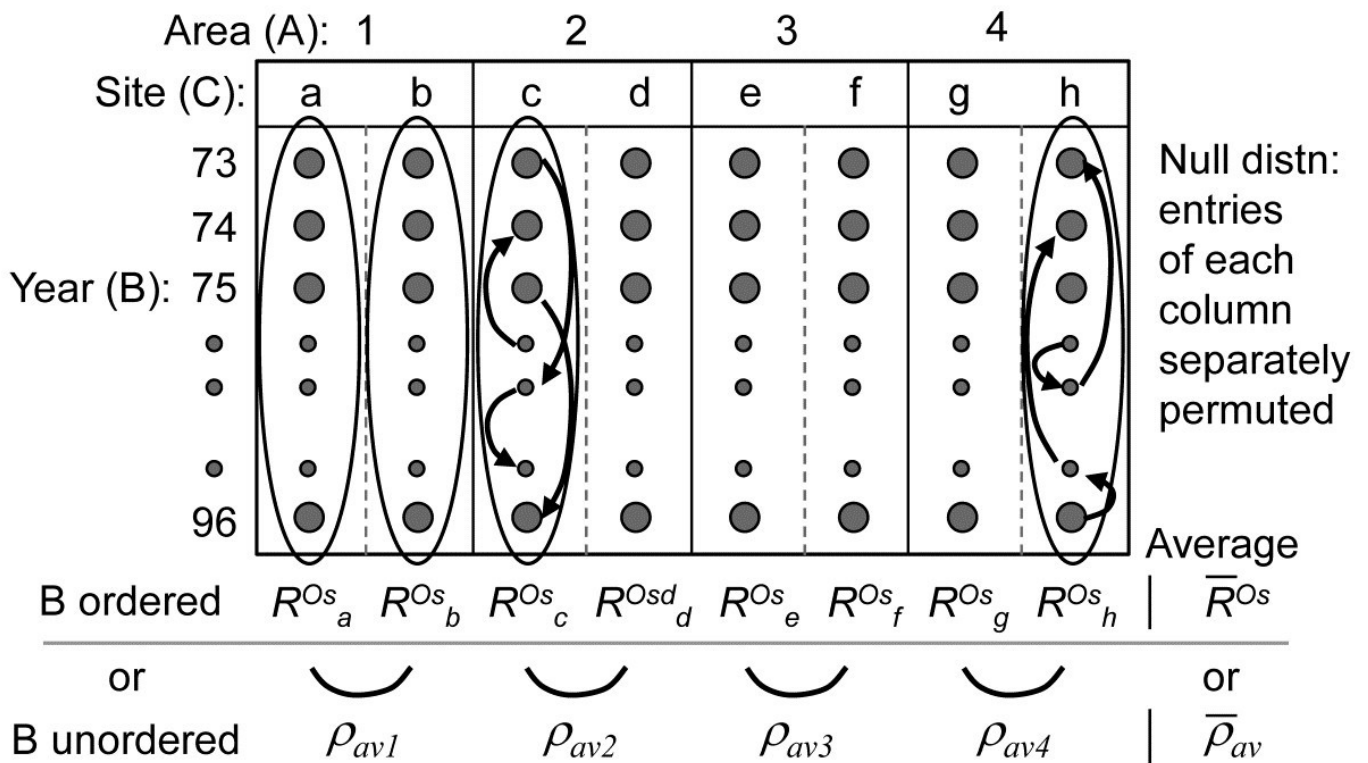 Area (A): 1 2 3 4
Site (C): a b c d e f g h
73
74
Year (B): 75
96
Null distn:
entries
of each
column
separately
permuted
Average
B ordered R^Os_a R^Os_b R^Os_c R^Osd_d R^Os_e R^Os_f R^Os_g R^Os_h | R̅^Os
or or
B unordered ρ_av1 ρ_av2 ρ_av3 ρ_av4 | ρ̅_av